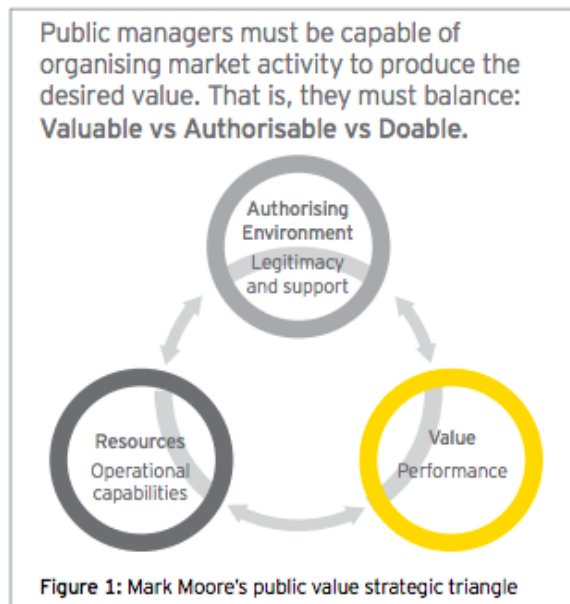 Public managers must be capable of
organising market activity to produce the
desired value. That is, they must balance:
Valuable vs Authorisable vs Doable.
Authorising
Environment
Legitimacy
and support
Resources
Operational
capabilities
Value
Performance
Figure 1: Mark Moore's public value strategic triangle